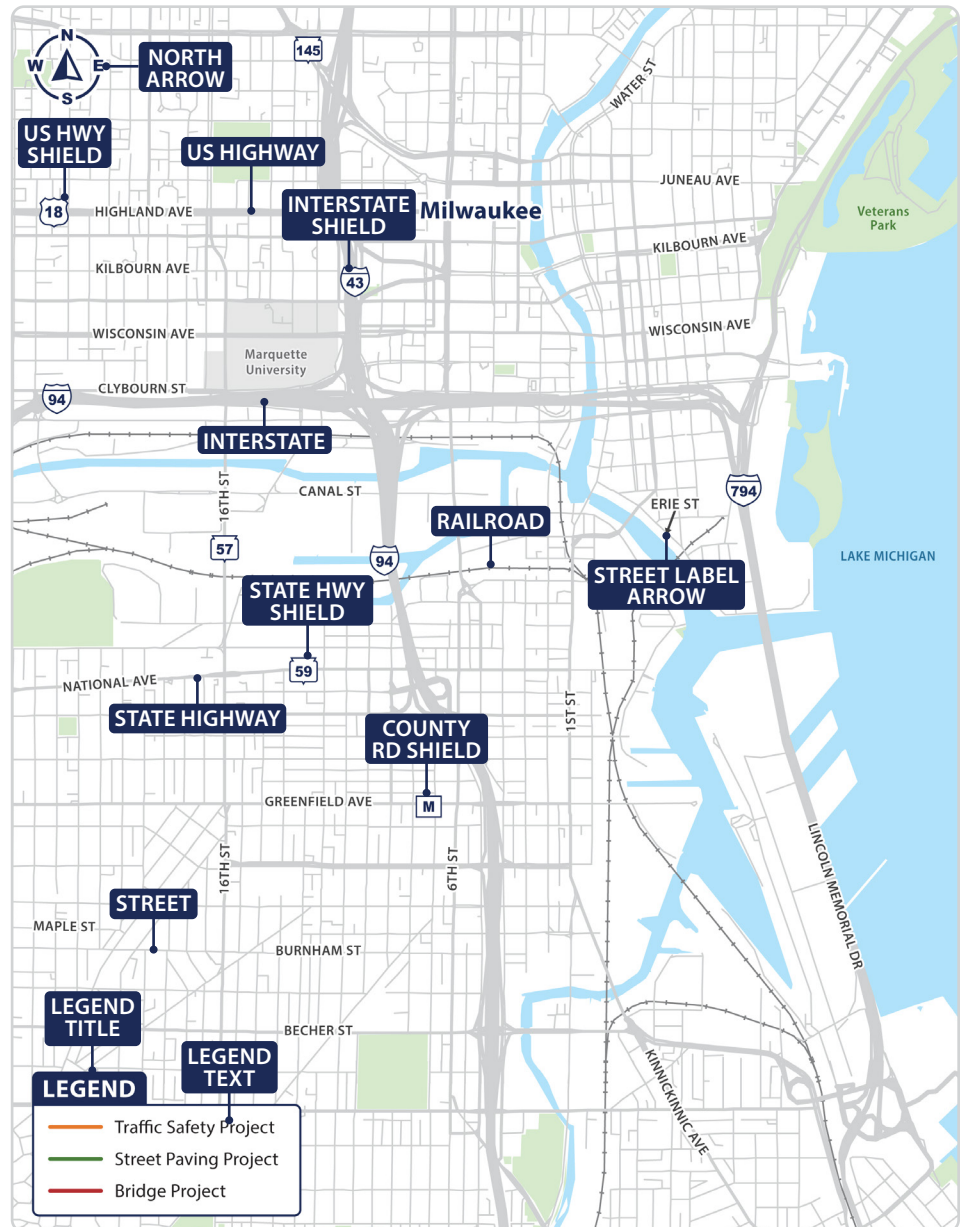 N
W
E
S
NORTH
ARROW
145
WATER ST
US HWY
SHIELD
US HIGHWAY
JUNEAU AVE
18
HIGHLAND AVE
INTERSTATE
SHIELD
Milwaukee
Veterans
Park
KILBOURN AVE
KILBOURN AVE
43
WISCONSIN AVE
WISCONSIN AVE
Marquette
University
CLYBOURN ST
94
INTERSTATE
CANAL ST
16TH ST
794
ERIE ST
RAILROAD
57
94
LAKE MICHIGAN
STREET LABEL
ARROW
STATE HWY
SHIELD
59
NATIONAL AVE
STATE HIGHWAY
1ST ST
COUNTY
RD SHIELD
GREENFIELD AVE
M
16TH ST
6TH ST
LINCOLN MEMORIAL DR
STREET
MAPLE ST
BURNHAM ST
LEGEND
TITLE
BECHER ST
LEGEND
TEXT
KINNICKINNIC AVE
LEGEND
Traffic Safety Project
Street Paving Project
Bridge Project